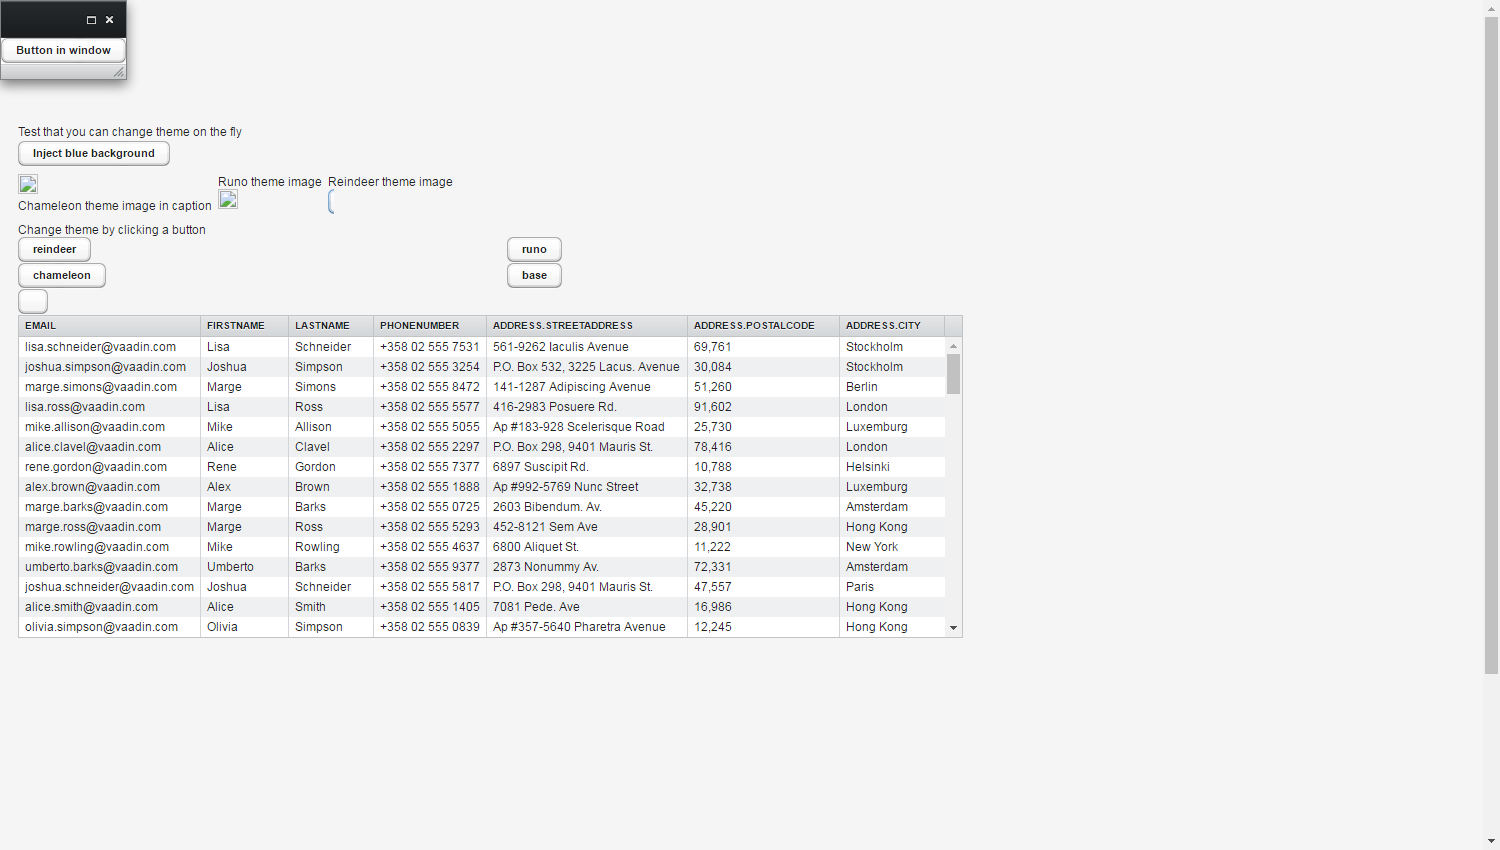 Button in window
Test that you can change theme on the fly
Inject blue background
Runo theme image Reindeer theme image
Chameleon theme image in caption
Change theme by clicking a button
reindeer runo
chameleon base
EMAIL FIRSTNAME LASTNAME PHONENUMBER ADDRESS.STREETADDRESS ADDRESS.POSTALCODE ADDRESS.CITY
lisa.schneider@vaadin.com Lisa Schneider +358 02 555 7531 561-9262 Iaculis Avenue 69,761 Stockholm
joshua.simpson@vaadin.com Joshua Simpson +358 02 555 3254 P.O. Box 532, 3225 Lacus. Avenue 30,084 Stockholm
marge.simons@vaadin.com Marge Simons +358 02 555 8472 141-1287 Adipiscing Avenue 51,260 Berlin
lisa.ross@vaadin.com Lisa Ross +358 02 555 5577 416-2983 Posuere Rd. 91,602 London
mike.allison@vaadin.com Mike Allison +358 02 555 5055 Ap #183-928 Scelerisque Road 25,730 Luxemburg
alice.clavel@vaadin.com Alice Clavel +358 02 555 2297 P.O. Box 298, 9401 Mauris St. 78,416 London
rene.gordon@vaadin.com Rene Gordon +358 02 555 7377 6897 Suscipit Rd. 10,788 Helsinki
alex.brown@vaadin.com Alex Brown +358 02 555 1888 Ap #992-5769 Nunc Street 32,738 Luxemburg
marge.barks@vaadin.com Marge Barks +358 02 555 0725 2603 Bibendum. Av. 45,220 Amsterdam
marge.ross@vaadin.com Marge Ross +358 02 555 5293 452-8121 Sem Ave 28,901 Hong Kong
mike.rowling@vaadin.com Mike Rowling +358 02 555 4637 6800 Aliquet St. 11,222 New York
umberto.barks@vaadin.com Umberto Barks +358 02 555 9377 2873 Nonummy Av. 72,331 Amsterdam
joshua.schneider@vaadin.com Joshua Schneider +358 02 555 5817 P.O. Box 298, 9401 Mauris St. 47,557 Paris
alice.smith@vaadin.com Alice Smith +358 02 555 1405 7081 Pede. Ave 16,986 Hong Kong
olivia.simpson@vaadin.com Olivia Simpson +358 02 555 0839 Ap #357-5640 Pharetra Avenue 12,245 Hong Kong